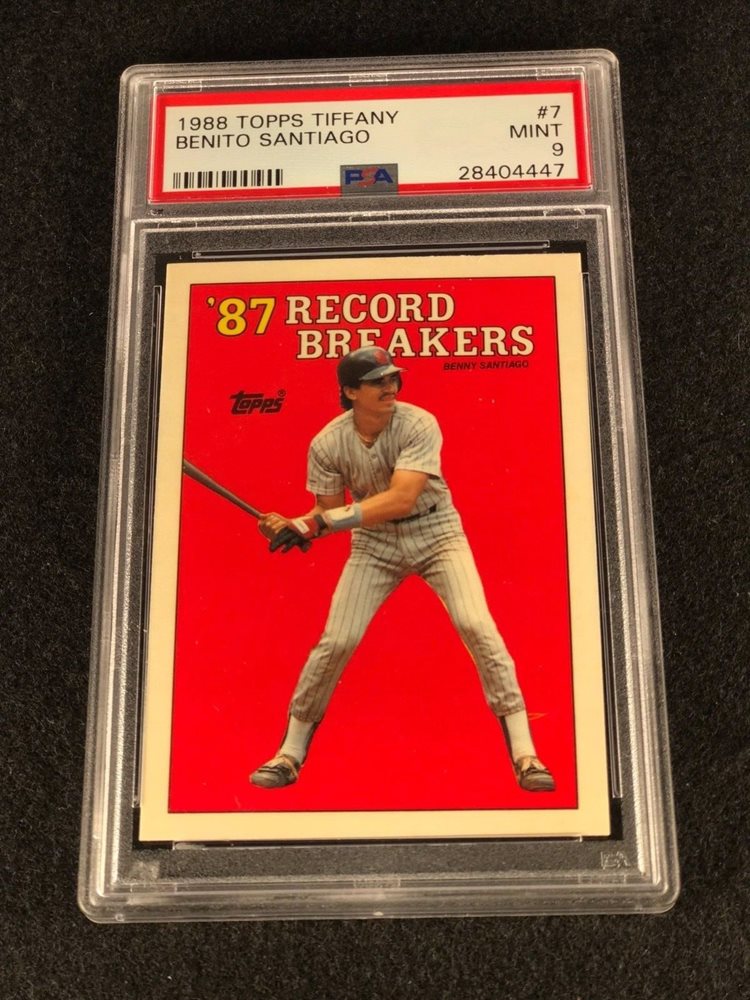 1988 TOPPS TIFFANY #7
BENITO SANTIAGO MINT
9
PSA 28404447
'87 RECORD
BREAKERS
BENNY SANTIAGO
topps®